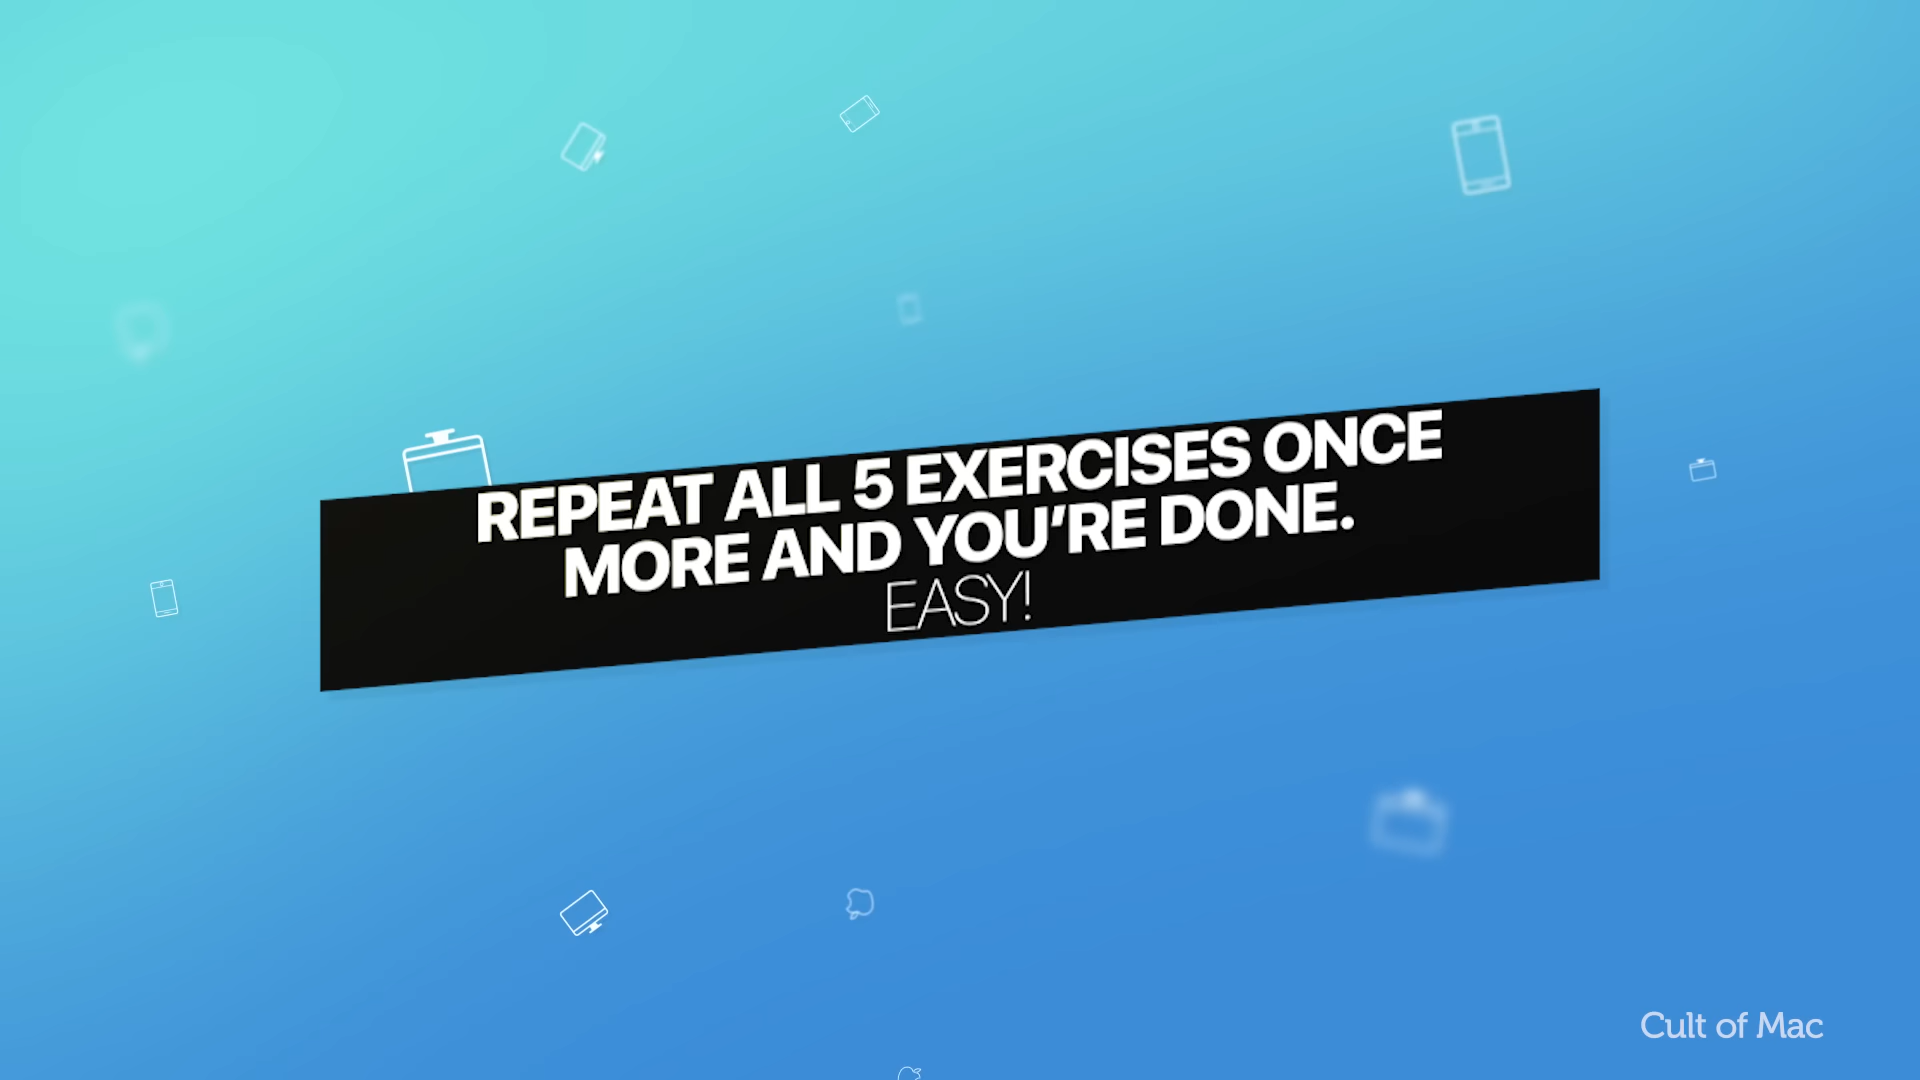 REPEAT ALL 5 EXERCISES ONCE
MORE AND YOU’RE DONE.
EASY!
Cult of Mac